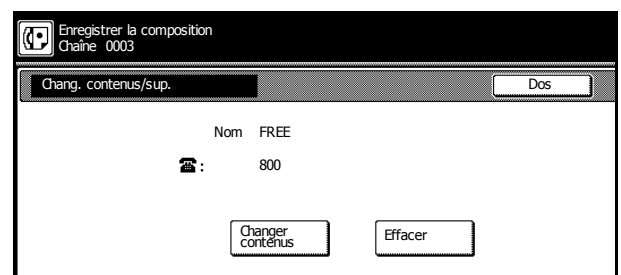 Enregistrer la composition
Chaîne 0003
Chang. contenus/sup.
Dos
Nom FREE
☎: 800
Changer
contenus
Effacer